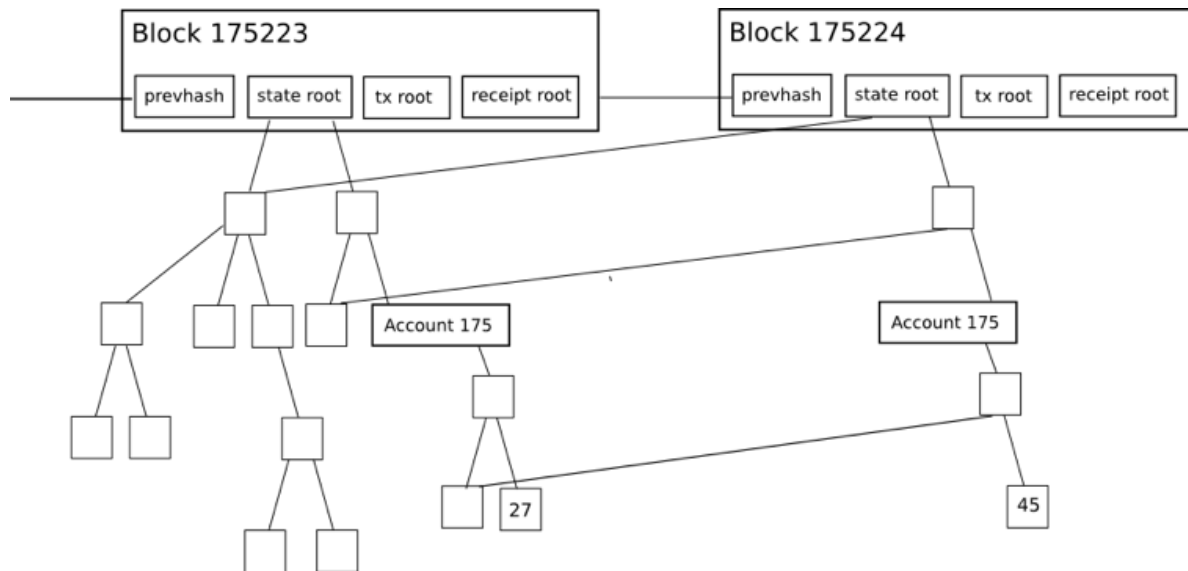 Block 175223
Block 175224
prevhash
state root
tx root
receipt root
prevhash
state root
tx root
receipt root
Account 175
Account 175
27
45